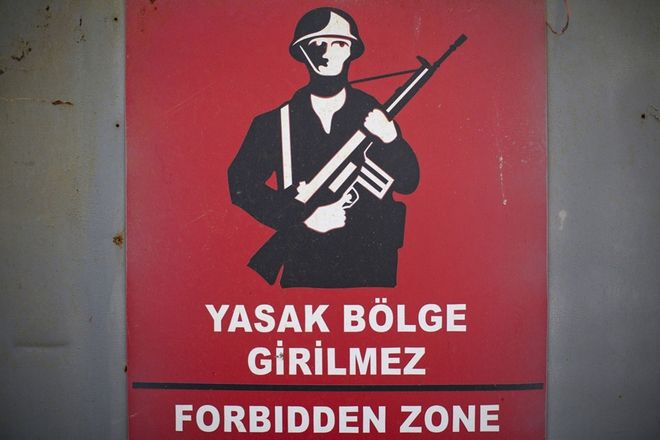 YASAK BÖLGE
GİRİLMEZ
FORBIDDEN ZONE